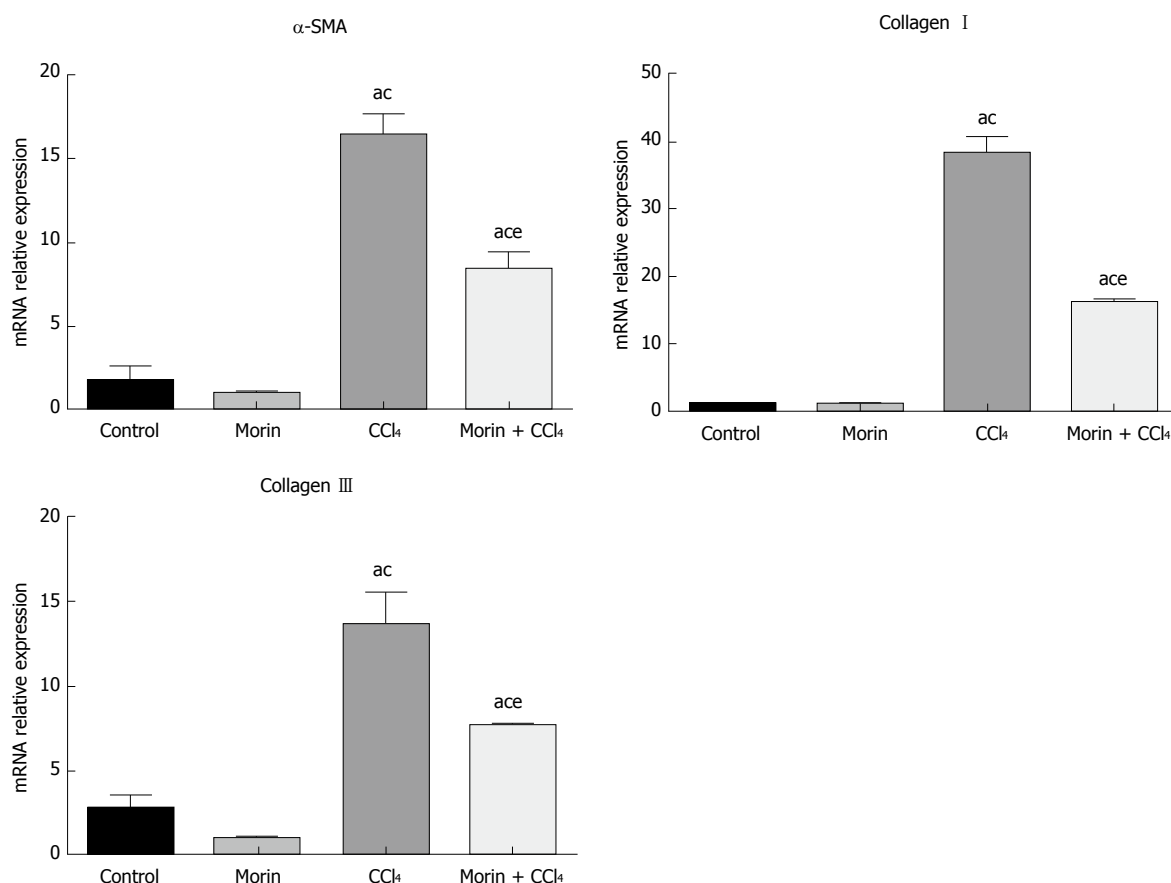 α-SMA
mRNA relative expression
20
15
10
5
0
ac
ace
Control Morin CCl₄ Morin + CCl₄
Collagen Ⅰ
mRNA relative expression
50
40
30
20
10
0
ac
ace
Control Morin CCl₄ Morin + CCl₄
Collagen Ⅲ
mRNA relative expression
20
15
10
5
0
ac
ace
Control Morin CCl₄ Morin + CCl₄